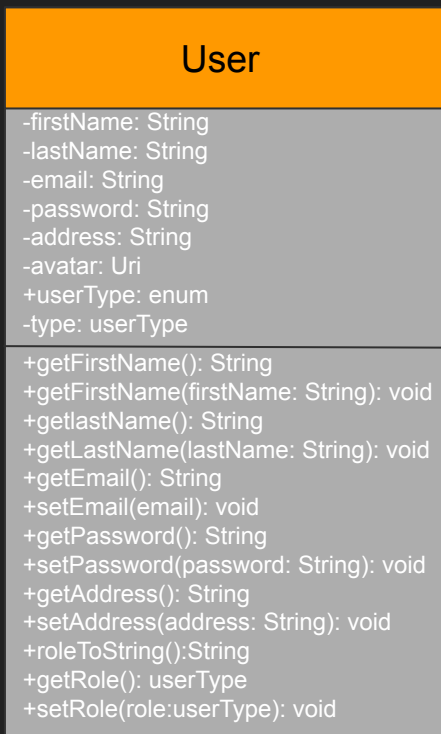 User
-firstName: String
-lastName: String
-email: String
-password: String
-address: String
-avatar: Uri
+userType: enum
-type: userType
+getFirstName(): String
+getFirstName(firstName: String): void
+getlastName(): String
+getLastName(lastName: String): void
+getEmail(): String
+setEmail(email): void
+getPassword(): String
+setPassword(password: String): void
+getAddress(): String
+setAddress(address: String): void
+roleToString():String
+getRole(): userType
+setRole(role:userType): void